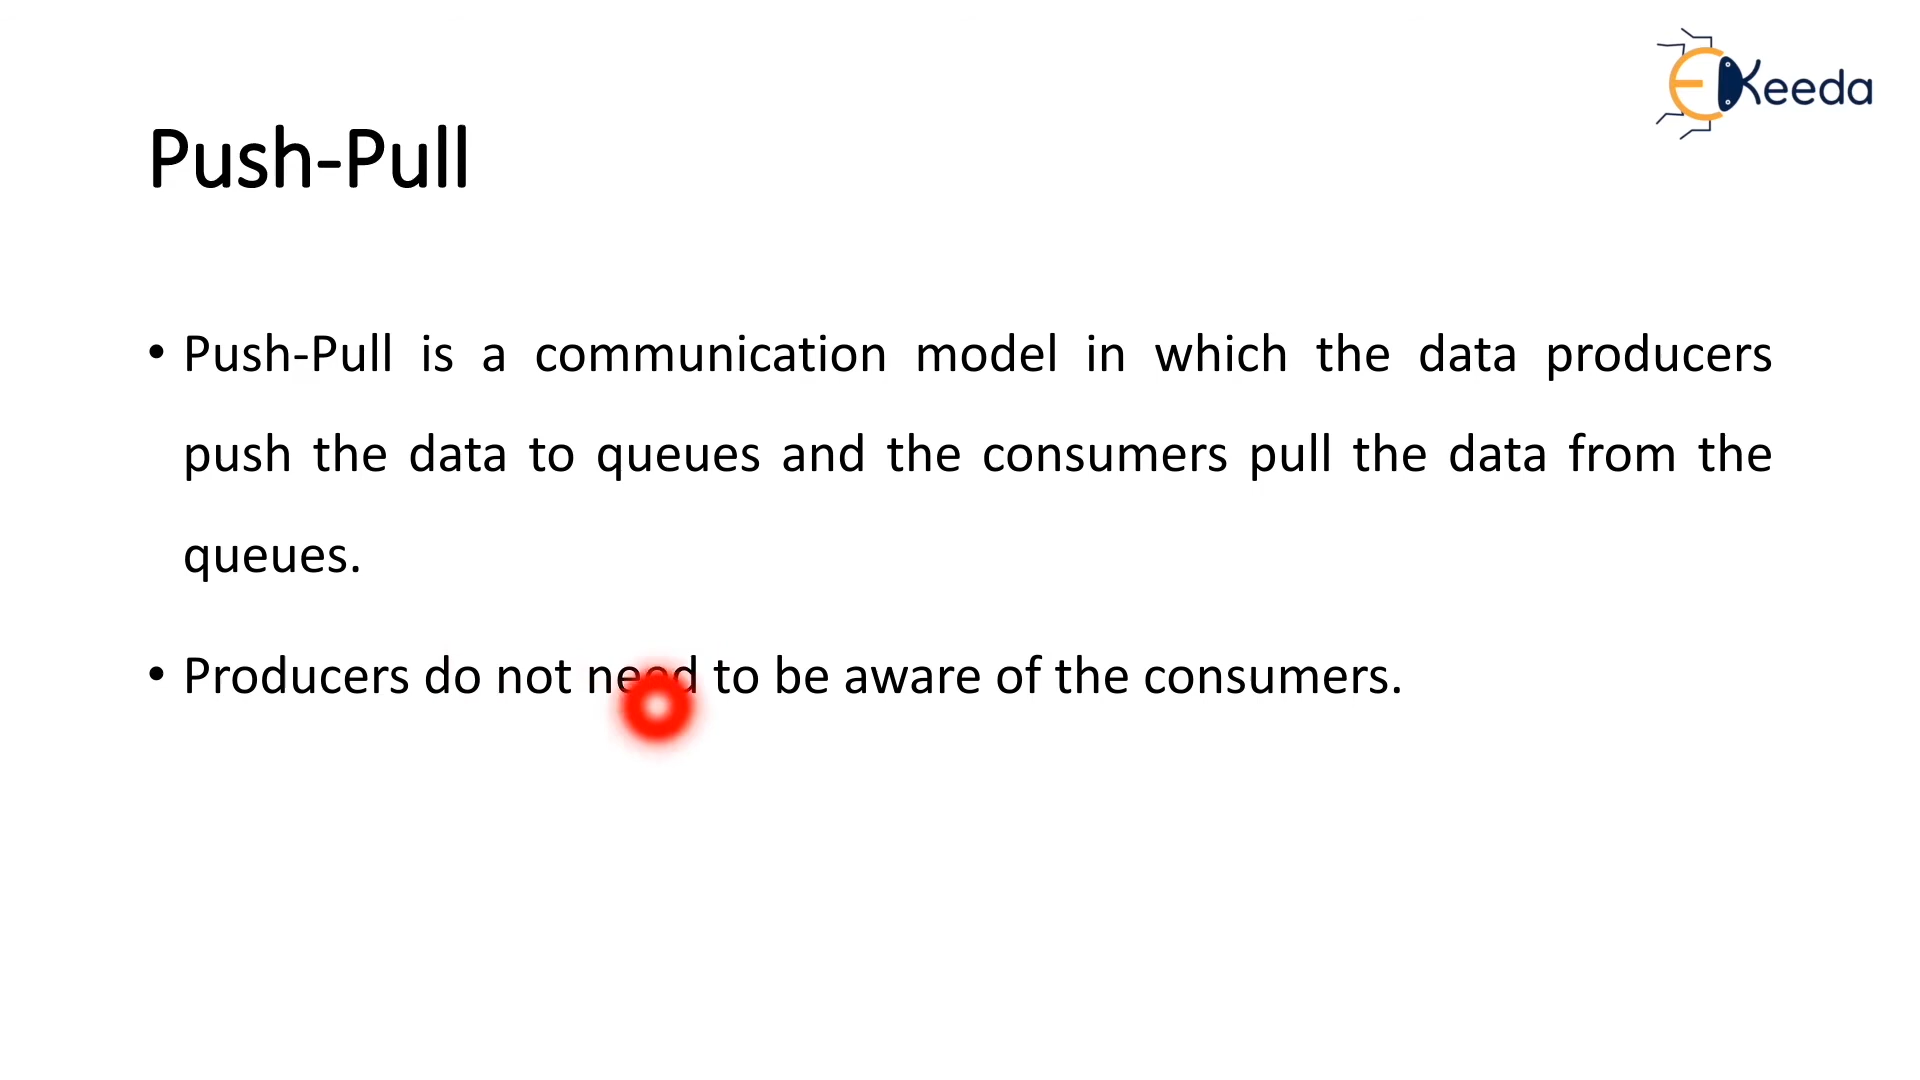 EKeeda
Push-Pull
• Push-Pull is a communication model in which the data producers
push the data to queues and the consumers pull the data from the
queues.
• Producers do not need to be aware of the consumers.